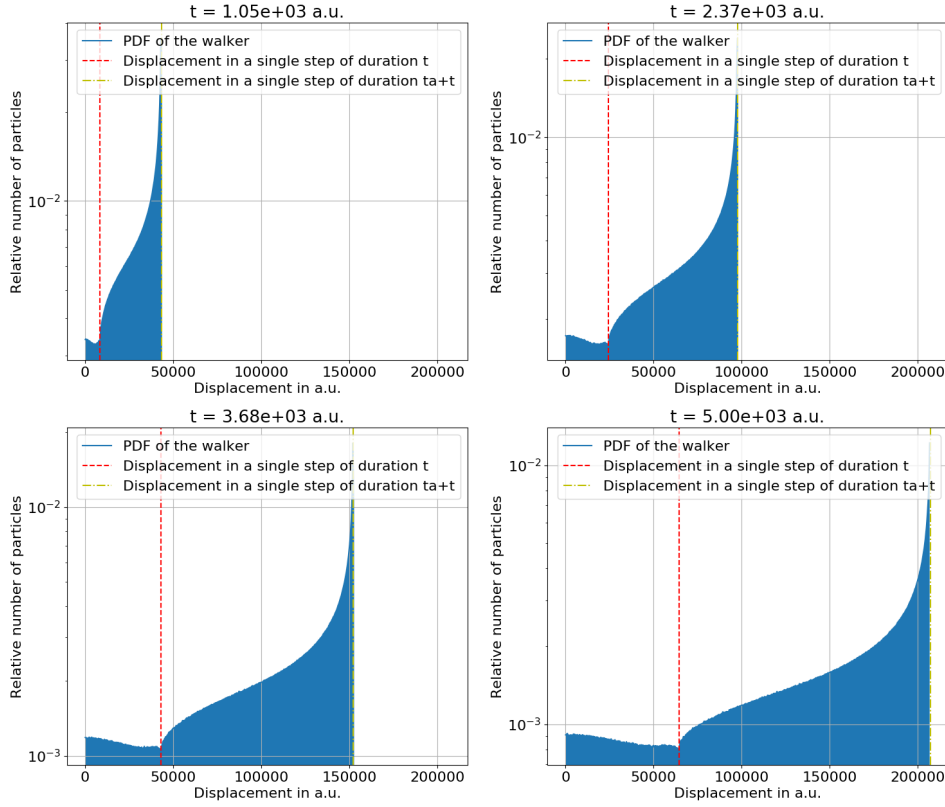 t = 1.05e+03 a.u.
PDF of the walker
Displacement in a single step of duration t
Displacement in a single step of duration ta+t
Relative number of particles
10⁻²
0 50000 100000 150000 200000
Displacement in a.u.
t = 2.37e+03 a.u.
PDF of the walker
Displacement in a single step of duration t
Displacement in a single step of duration ta+t
Relative number of particles
10⁻²
0 50000 100000 150000 200000
Displacement in a.u.
t = 3.68e+03 a.u.
PDF of the walker
Displacement in a single step of duration t
Displacement in a single step of duration ta+t
Relative number of particles
10⁻²
10⁻³
0 50000 100000 150000 200000
Displacement in a.u.
t = 5.00e+03 a.u.
PDF of the walker
Displacement in a single step of duration t
Displacement in a single step of duration ta+t
Relative number of particles
10⁻²
10⁻³
0 50000 100000 150000 200000
Displacement in a.u.